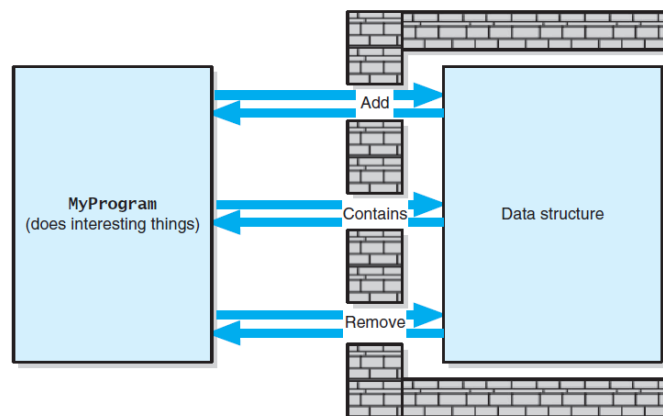 Add
MyProgram
(does interesting things)
Contains
Data structure
Remove